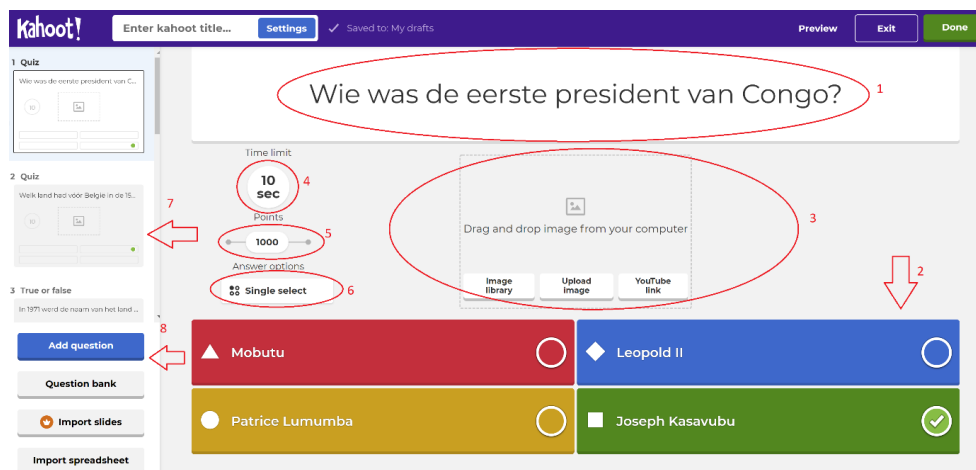 Kahoot!
Enter kahoot title...
Settings
Saved to: My drafts
Preview
Exit
Done
1 Quiz
Wie was de eerste president van C...
10
2 Quiz
Welk land had vóór Belgie in de 15...
10
3 True or false
In 1971 werd de naam van het land ...
Add question
Question bank
Import slides
Import spreadsheet
7
8
Wie was de eerste president van Congo?
1
Time limit
10
sec
4
Points
1000
5
Answer options
Single select
6
Drag and drop image from your computer
Image
library
Upload
image
YouTube
link
3
2
Mobutu
Leopold II
Patrice Lumumba
Joseph Kasavubu